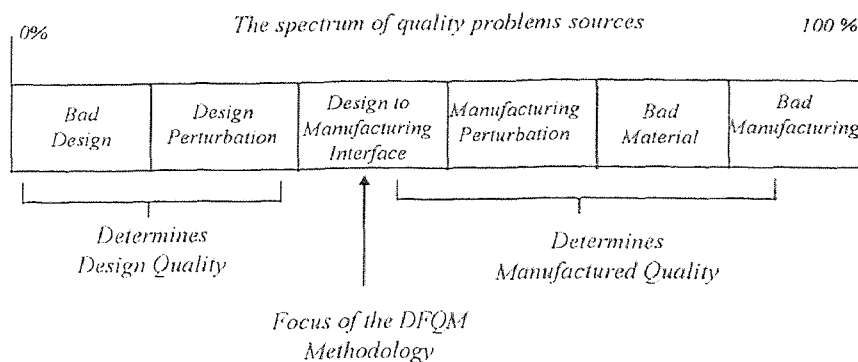 0% The spectrum of quality problems sources 100 %
Bad Design
Design Perturbation
Design to Manufacturing Interface
Manufacturing Perturbation
Bad Material
Bad Manufacturing
Determines
Design Quality
Determines
Manufactured Quality
Focus of the DFQM
Methodology